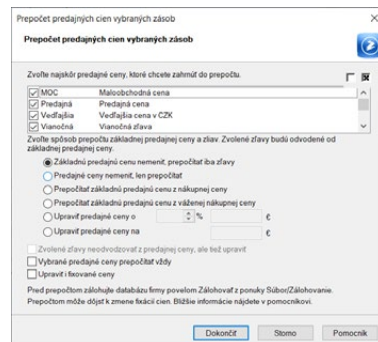 Prepočet predajných cien vybraných zásob
Prepočet predajných cien vybraných zásob
Zvoľte najskôr predajné ceny, ktoré chcete zahrnúť do prepočtu.
MOC Maloobchodná cena
Predajná Predajná cena
Vedľajšia Vedľajšia cena v CZK
Vianočná Vianočná zľava
Zvoľte spôsob prepočtu základnej predajnej ceny a zliav. Zvolené zľavy budú odvodené od
základnej predajnej ceny.
Základnú predajnú cenu nemeniť, prepočítať iba zľavy
Predajné ceny nemeniť, len prepočítať
Prepočítať základnú predajnú cenu z nákupnej ceny
Prepočítať základnú predajnú cenu z váženej nákupnej ceny
Upraviť predajné ceny o % €
Upraviť predajné ceny na €
Zvolené zľavy neodvodzovať z predajnej ceny, ale tiež upraviť
Vybrané predajné ceny prepočítať vždy
Upraviť i fixované ceny
Pred prepočtom zálohujte databázu firmy povelom Zálohovať z ponuky Súbor/Zálohovanie.
Prepočtom môže dôjsť k zmene fixácií cien. Bližšie informácie nájdete v pomocníkovi.
Dokončiť Storno Pomocník